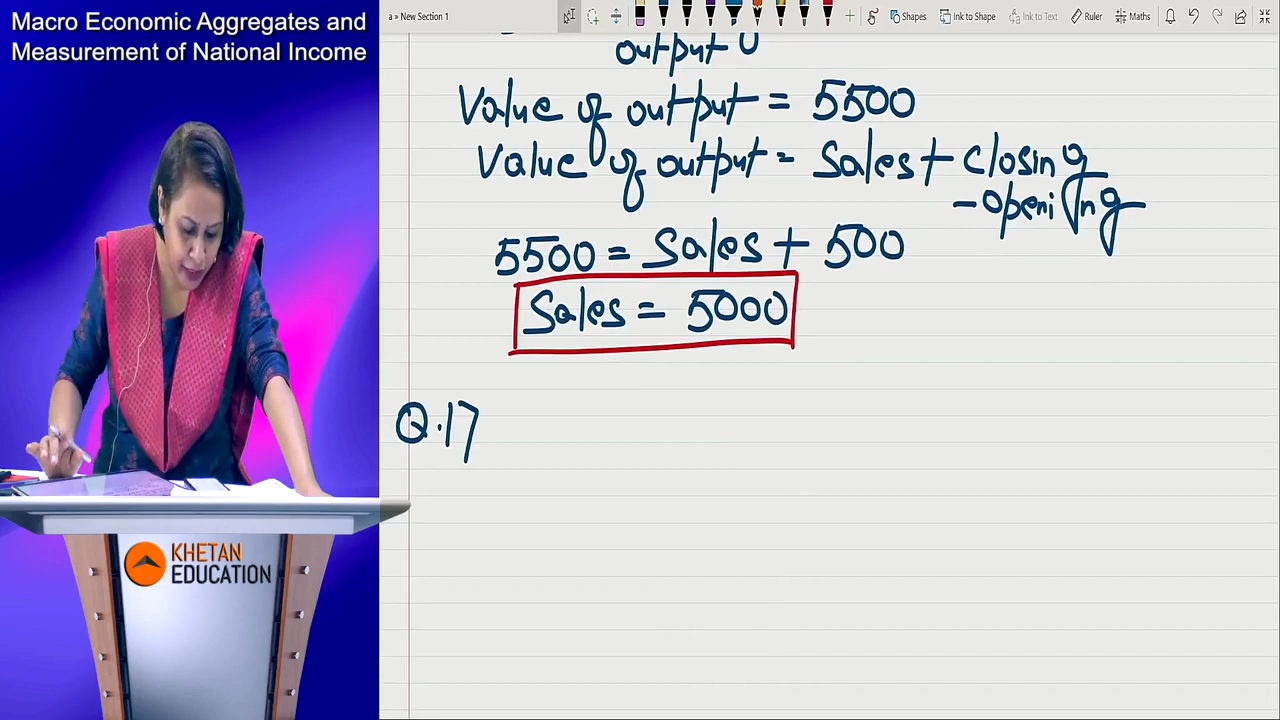 Macro Economic Aggregates and
Measurement of National Income
a > New Section 1
Shapes
Ink to Shape
Ink to Text
Ruler
Maths
output
Value of output = 5500
Value of output = Sales + closing
- opening
5500 = Sales + 500
Sales = 5000
Q.17
KHETAN
EDUCATION